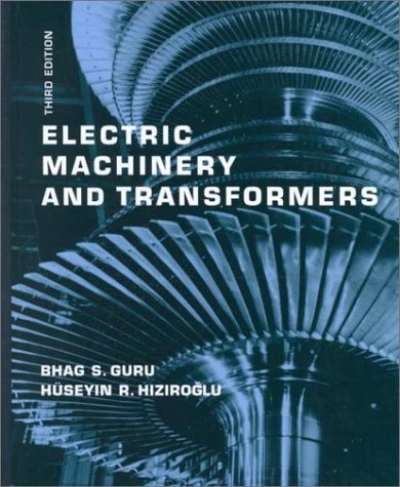 THIRD EDITION
ELECTRIC
MACHINERY
AND TRANSFORMERS
BHAG S. GURU
HÜSEYIN R. HIZIROĞLU